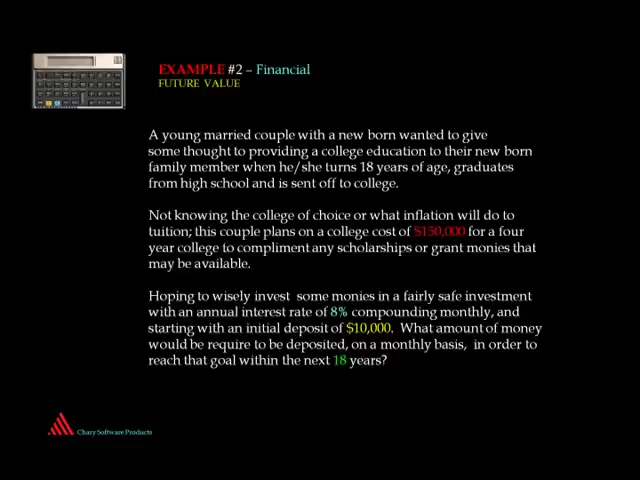 EXAMPLE #2 – Financial
FUTURE VALUE
A young married couple with a new born wanted to give
some thought to providing a college education to their new born
family member when he/she turns 18 years of age, graduates
from high school and is sent off to college.
Not knowing the college of choice or what inflation will do to
tuition; this couple plans on a college cost of $150,000 for a four
year college to compliment any scholarships or grant monies that
may be available.
Hoping to wisely invest some monies in a fairly safe investment
with an annual interest rate of 8% compounding monthly, and
starting with an initial deposit of $10,000. What amount of money
would be require to be deposited, on a monthly basis, in order to
reach that goal within the next 18 years?
Chary Software Products